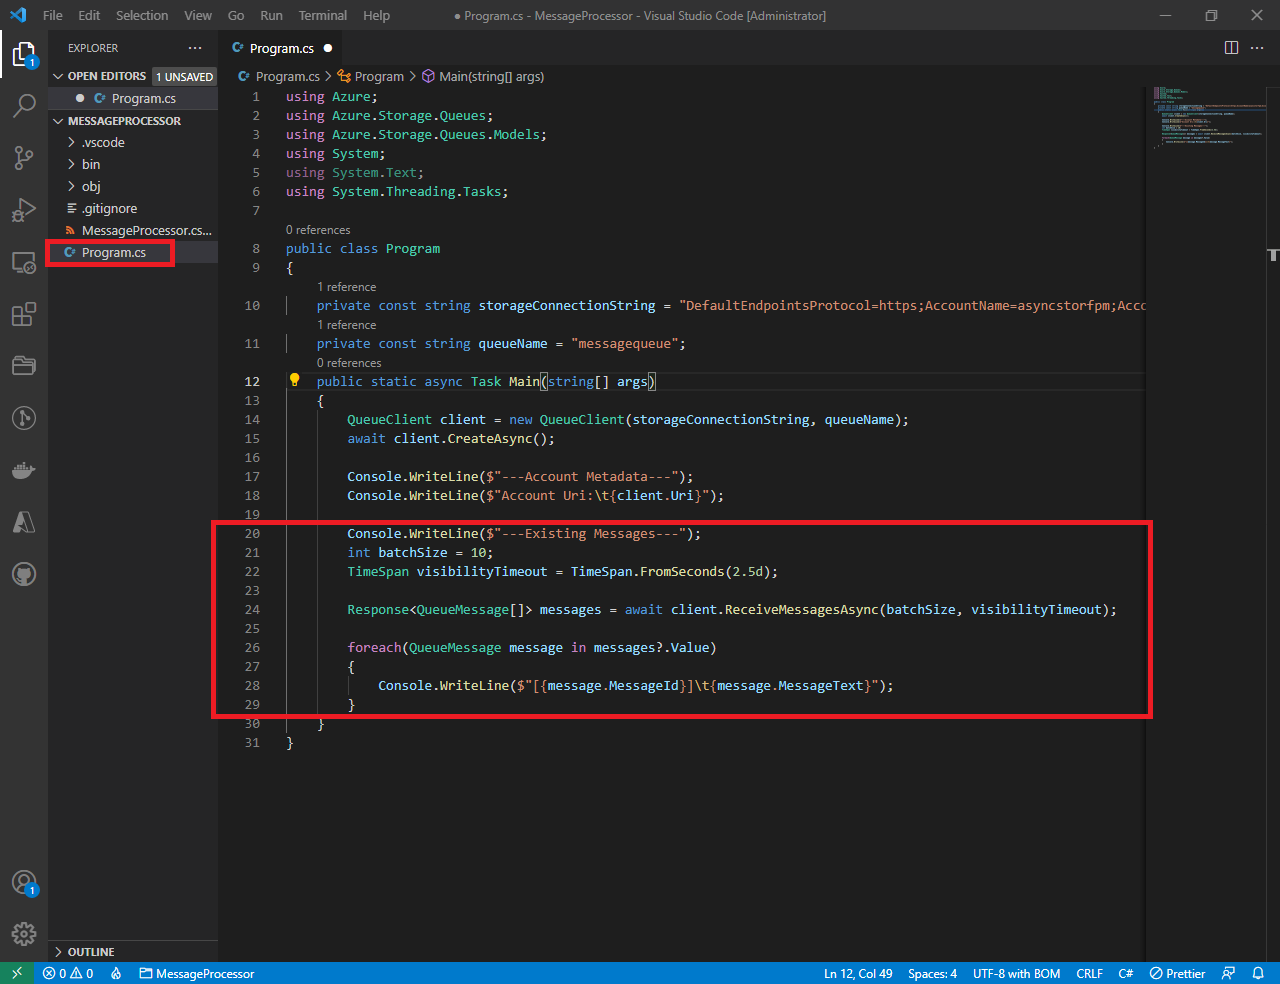 File Edit Selection View Go Run Terminal Help ● Program.cs - MessageProcessor - Visual Studio Code [Administrator]
EXPLORER ···
Program.cs ●
OPEN EDITORS 1 UNSAVED
● Program.cs
MESSAGEPROCESSOR
.vscode
bin
obj
.gitignore
MessageProcessor.cs...
Program.cs
OUTLINE
1
1
Program.cs > Program > Main(string[] args)
1 using Azure;
2 using Azure.Storage.Queues;
3 using Azure.Storage.Queues.Models;
4 using System;
5 using System.Text;
6 using System.Threading.Tasks;
7
0 references
8 public class Program
9 {
1 reference
10 private const string storageConnectionString = "DefaultEndpointsProtocol=https;AccountName=asyncstorfpm;Acco
1 reference
11 private const string queueName = "messagequeue";
0 references
12 public static async Task Main(string[] args)
13 {
14 QueueClient client = new QueueClient(storageConnectionString, queueName);
15 await client.CreateAsync();
16
17 Console.WriteLine($"---Account Metadata---");
18 Console.WriteLine($"Account Uri:\t{client.Uri}");
19
20 Console.WriteLine($"---Existing Messages---");
21 int batchSize = 10;
22 TimeSpan visibilityTimeout = TimeSpan.FromSeconds(2.5d);
23
24 Response<QueueMessage[]> messages = await client.ReceiveMessagesAsync(batchSize, visibilityTimeout);
25
26 foreach(QueueMessage message in messages?.Value)
27 {
28 Console.WriteLine($"[{message.MessageId}]\t{message.MessageText}");
29 }
30 }
31 }
0 0 MessageProcessor Ln 12, Col 49 Spaces: 4 UTF-8 with BOM CRLF C# Prettier